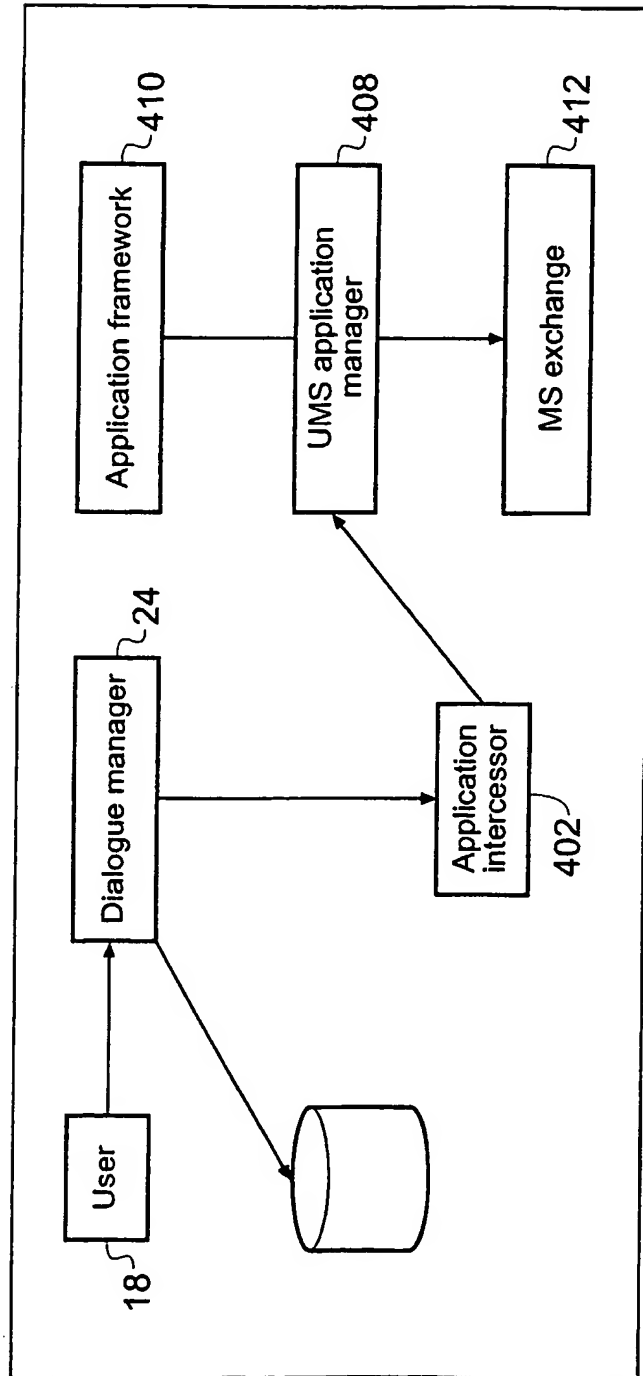 User
18
Dialogue manager
24
Application
intercessor
402
Application framework
410
UMS application
manager
408
MS exchange
412